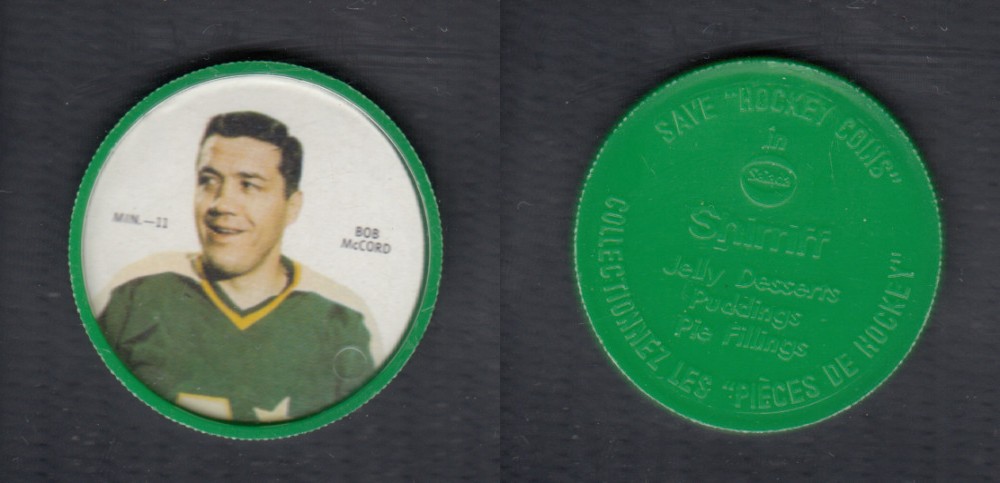 MIN.—11
BOB
McCORD
SAVE "HOCKEY COINS"
in
Salada
Shirriff
Jelly Desserts
Puddings
Pie Fillings
COLLECTIONNEZ LES "PIÈCES DE HOCKEY"